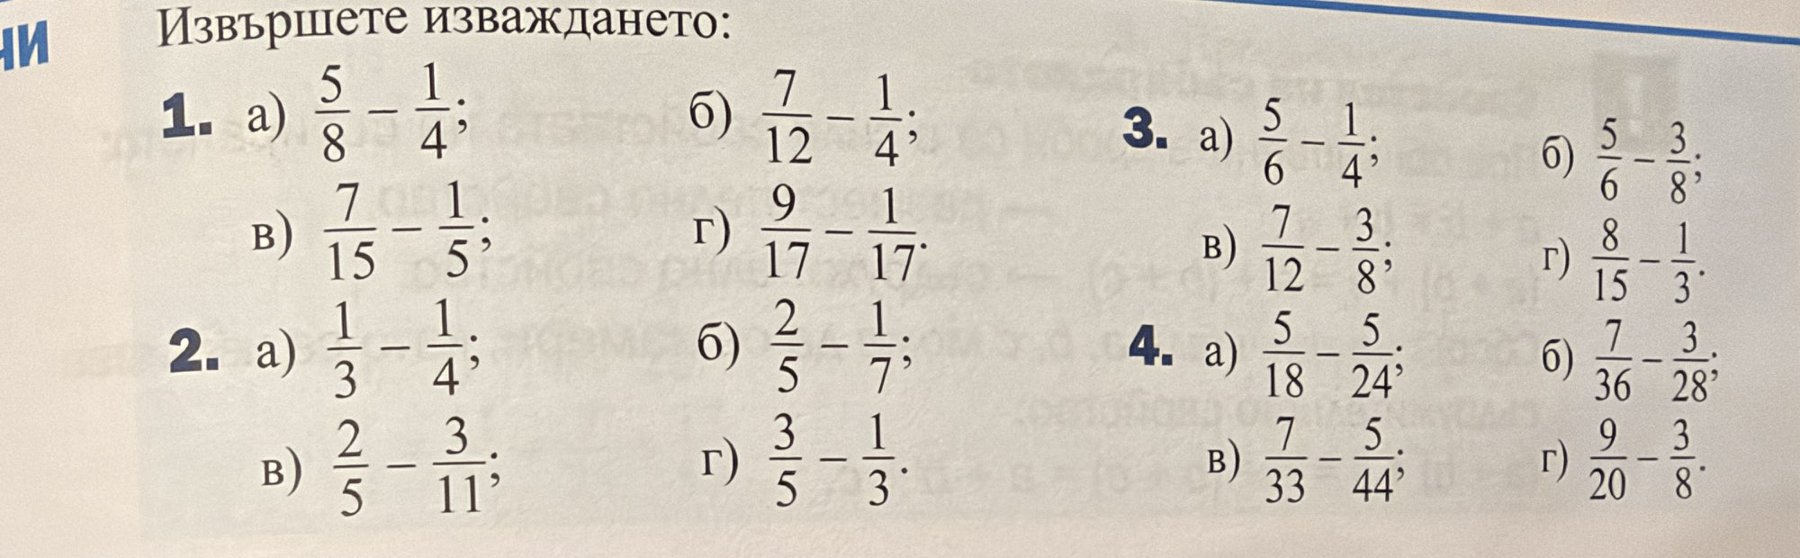 чи
Извършете изваждането:
1. а) 5/8 − 1/4; б) 7/12 − 1/4;
в) 7/15 − 1/5; г) 9/17 − 1/17.
2. а) 1/3 − 1/4; б) 2/5 − 1/7;
в) 2/5 − 3/11; г) 3/5 − 1/3.
3. а) 5/6 − 1/4; б) 5/6 − 3/8;
в) 7/12 − 3/8; г) 8/15 − 1/3.
4. а) 5/18 − 5/24; б) 7/36 − 3/28;
в) 7/33 − 5/44; г) 9/20 − 3/8.